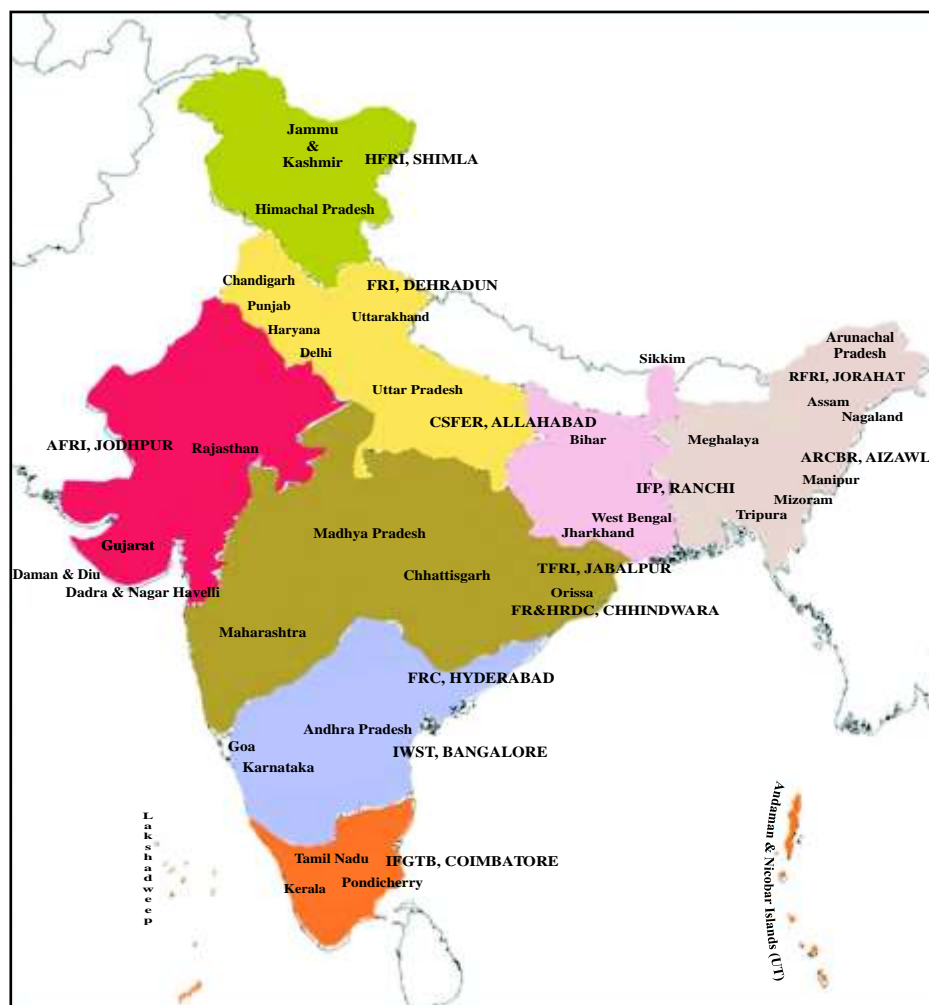 Jammu
&
Kashmir
HFRI, SHIMLA
Himachal Pradesh
Chandigarh
FRI, DEHRADUN
Punjab
Uttarakhand
Haryana
Delhi
Sikkim
Arunachal
Pradesh
RFRI, JORAHAT
Uttar Pradesh
Assam
Nagaland
CSFER, ALLAHABAD
Bihar
Meghalaya
AFRI, JODHPUR
Rajasthan
ARCBR, AIZAWL
Manipur
IFP, RANCHI
Mizoram
Tripura
West Bengal
Jharkhand
Madhya Pradesh
Gujarat
Daman & Diu
Dadra & Nagar Havelli
Chhattisgarh
TFRI, JABALPUR
Orissa
FR&HRDC, CHHINDWARA
Maharashtra
FRC, HYDERABAD
Andhra Pradesh
Goa
IWST, BANGALORE
Karnataka
Lakshadweep
Andaman & Nicobar Islands (UT)
Tamil Nadu
IFGTB, COIMBATORE
Kerala
Pondicherry